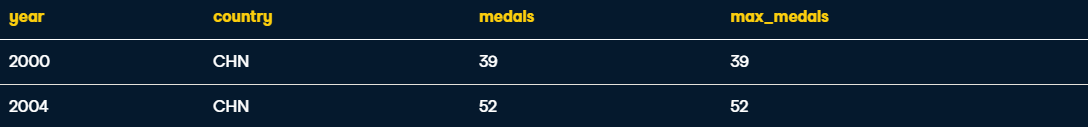 year country medals max_medals
2000 CHN 39 39
2004 CHN 52 52